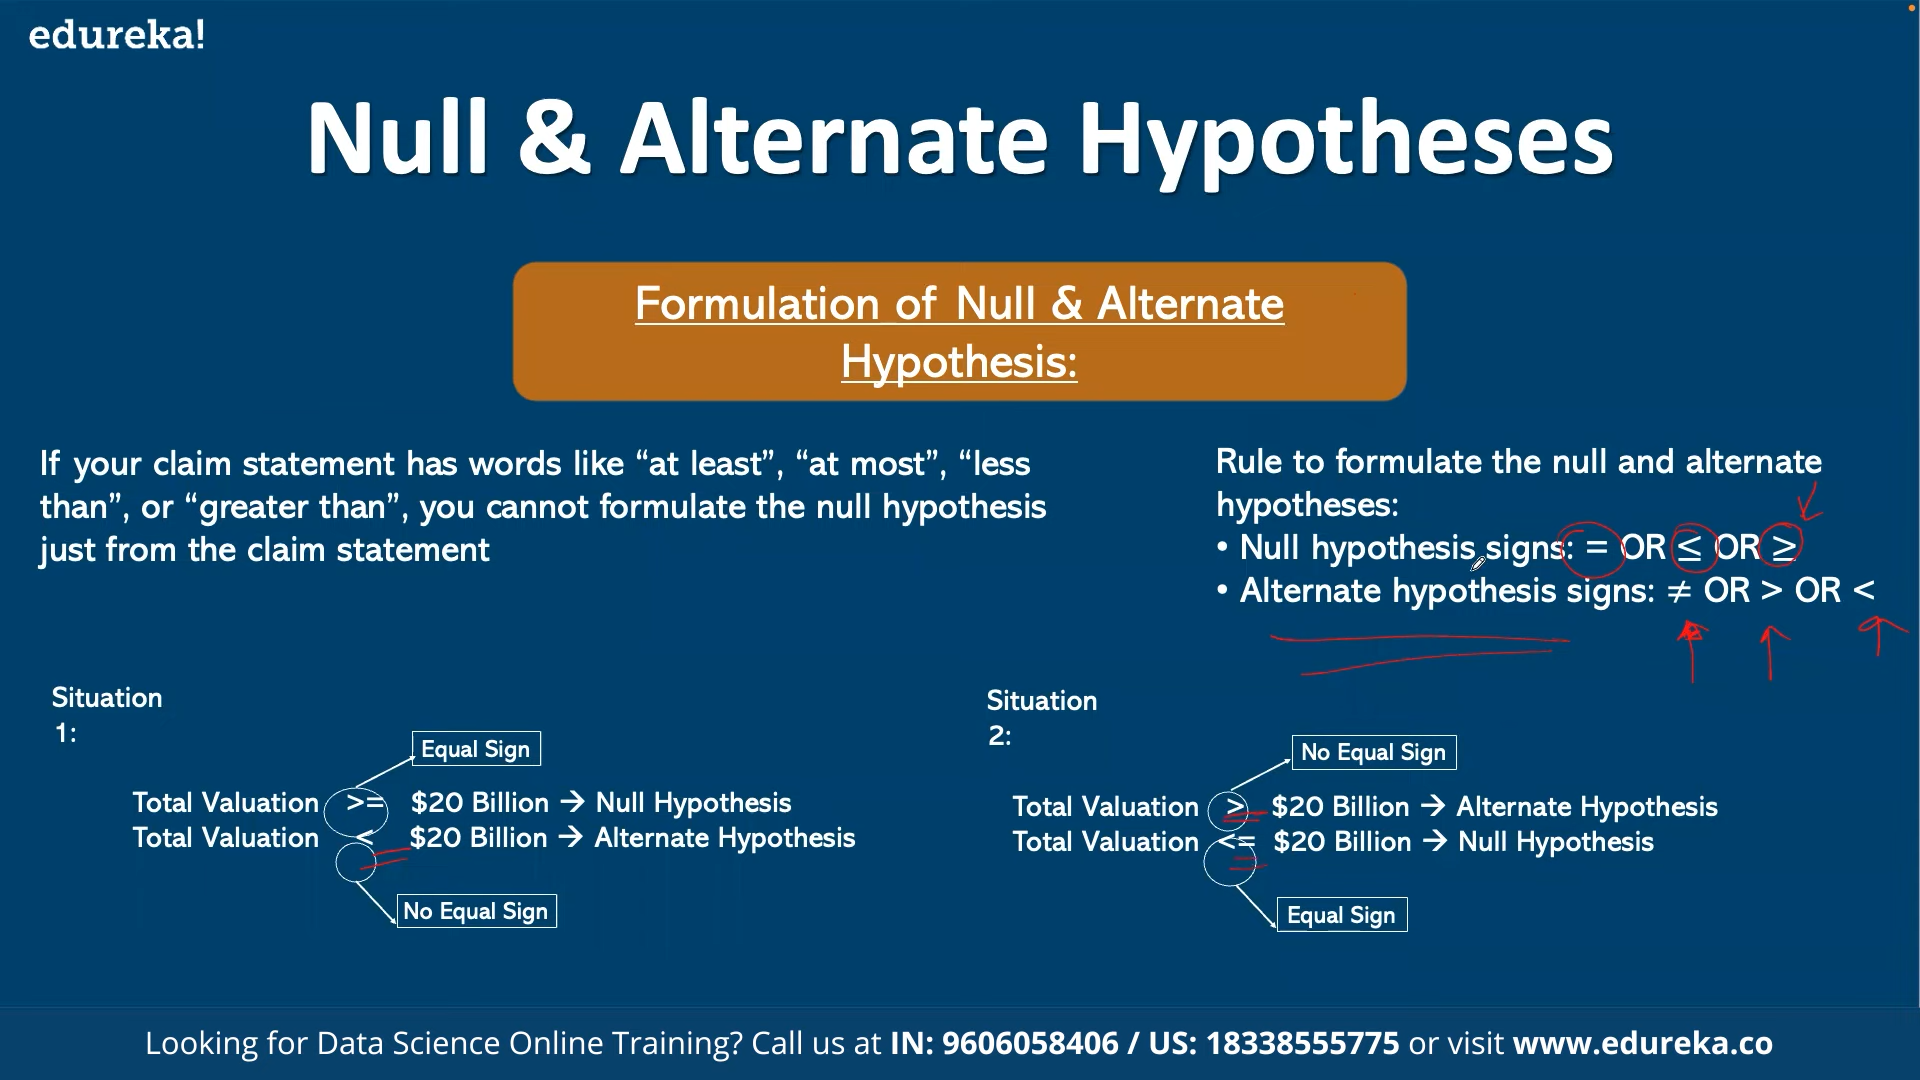 edureka!
Null & Alternate Hypotheses
Formulation of Null & Alternate
Hypothesis:
If your claim statement has words like “at least”, “at most”, “less
than”, or “greater than”, you cannot formulate the null hypothesis
just from the claim statement
Rule to formulate the null and alternate
hypotheses:
• Null hypothesis signs: = OR ≤ OR ≥
• Alternate hypothesis signs: ≠ OR > OR <
Situation
1:
Equal Sign
Total Valuation >= $20 Billion → Null Hypothesis
Total Valuation < $20 Billion → Alternate Hypothesis
No Equal Sign
Situation
2:
No Equal Sign
Total Valuation > $20 Billion → Alternate Hypothesis
Total Valuation <= $20 Billion → Null Hypothesis
Equal Sign
Looking for Data Science Online Training? Call us at IN: 9606058406 / US: 18338555775 or visit www.edureka.co